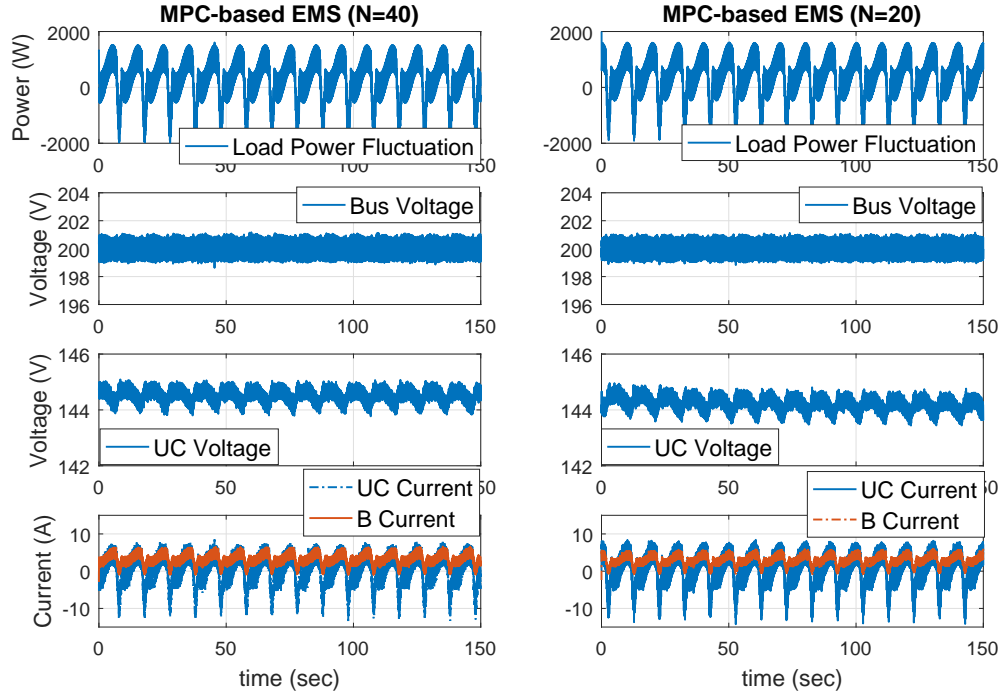 MPC-based EMS (N=40)
2000
0
-2000
Power (W)
Load Power Fluctuation
0 50 100 150
204
202
200
198
196
Voltage (V)
Bus Voltage
0 50 100 150
146
144
142
Voltage (V)
UC Voltage
0 50 100 150
UC Current
B Current
10
0
-10
Current (A)
0 50 100 150
time (sec)
MPC-based EMS (N=20)
2000
0
-2000
Load Power Fluctuation
0 50 100 150
204
202
200
198
196
Bus Voltage
0 50 100 150
146
144
142
UC Voltage
0 50 100 150
UC Current
B Current
10
0
-10
0 50 100 150
time (sec)